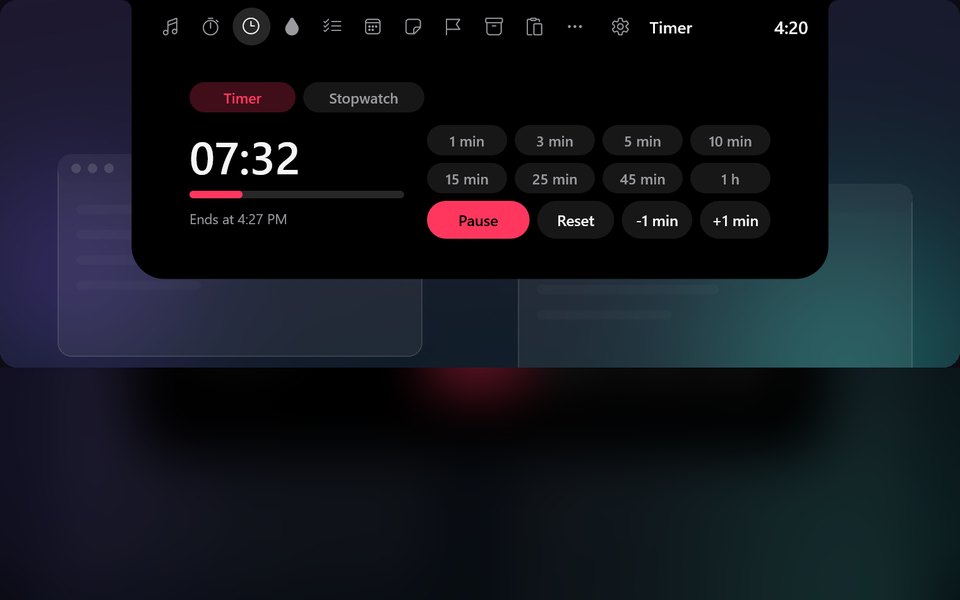 Timer 4:20
Timer Stopwatch
07:32
Ends at 4:27 PM
1 min 3 min 5 min 10 min
15 min 25 min 45 min 1 h
Pause Reset -1 min +1 min